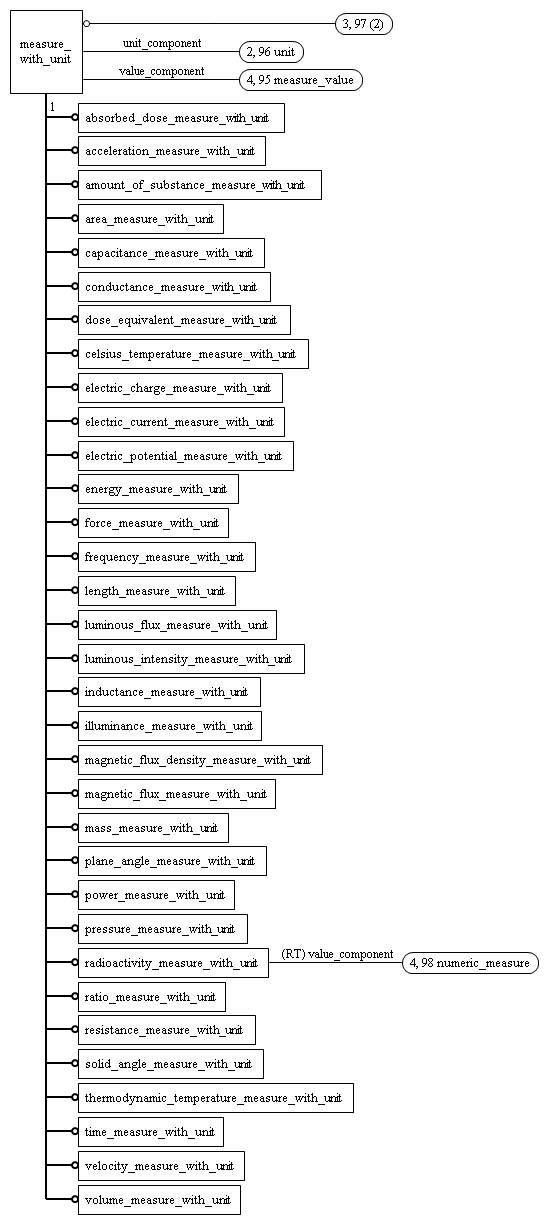 3, 97 (2)
measure_
with_unit
unit_component
2, 96 unit
value_component
4, 95 measure_value
1
absorbed_dose_measure_with_unit
acceleration_measure_with_unit
amount_of_substance_measure_with_unit
area_measure_with_unit
capacitance_measure_with_unit
conductance_measure_with_unit
dose_equivalent_measure_with_unit
celsius_temperature_measure_with_unit
electric_charge_measure_with_unit
electric_current_measure_with_unit
electric_potential_measure_with_unit
energy_measure_with_unit
force_measure_with_unit
frequency_measure_with_unit
length_measure_with_unit
luminous_flux_measure_with_unit
luminous_intensity_measure_with_unit
inductance_measure_with_unit
illuminance_measure_with_unit
magnetic_flux_density_measure_with_unit
magnetic_flux_measure_with_unit
mass_measure_with_unit
plane_angle_measure_with_unit
power_measure_with_unit
pressure_measure_with_unit
radioactivity_measure_with_unit
(RT) value_component
4, 98 numeric_measure
ratio_measure_with_unit
resistance_measure_with_unit
solid_angle_measure_with_unit
thermodynamic_temperature_measure_with_unit
time_measure_with_unit
velocity_measure_with_unit
volume_measure_with_unit